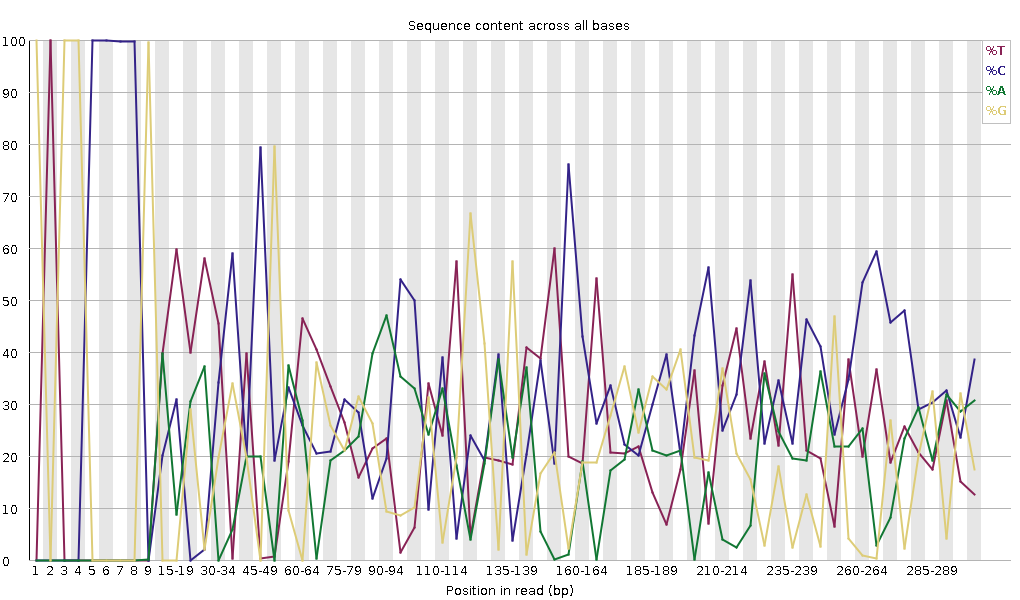 Sequence content across all bases
%T
%C
%A
%G
100
90
80
70
60
50
40
30
20
10
0
1 2 3 4 5 6 7 8 9 15-19 30-34 45-49 60-64 75-79 90-94 110-114 135-139 160-164 185-189 210-214 235-239 260-264 285-289
Position in read (bp)